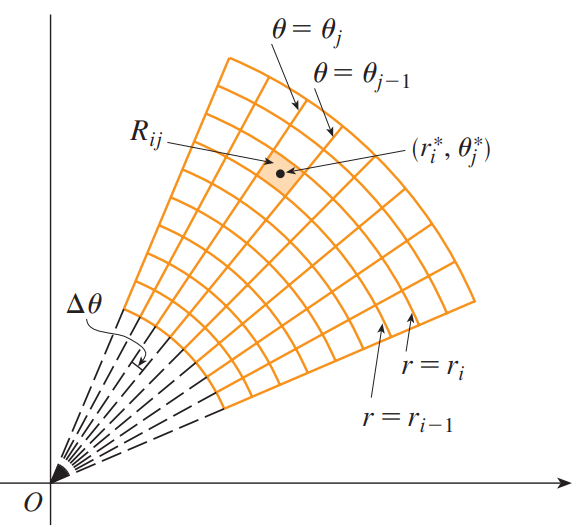 θ = θ_j
θ = θ_{j−1}
R_{ij}
(r_i^*, θ_j^*)
Δθ
r = r_i
r = r_{i−1}
O